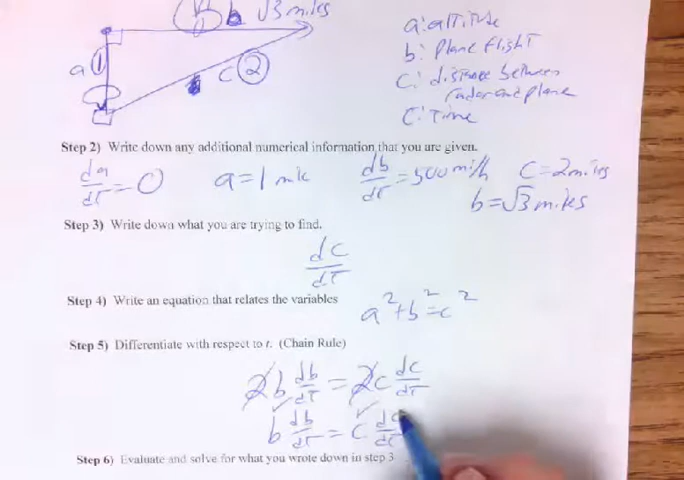 b √3 miles
a 1
c 2
a: altitude
b: Plane flight
c: distance between
radar and plane
t: Time
Step 2) Write down any additional numerical information that you are given.
da/dt = 0 a = 1 mile db/dt = 500 mi/h c = 2 miles
b = √3 miles
Step 3) Write down what you are trying to find.
dc/dt
Step 4) Write an equation that relates the variables a² + b² = c²
Step 5) Differentiate with respect to t. (Chain Rule)
2b db/dt = 2c dc/dt
b db/dt = c dc/dt
Step 6) Evaluate and solve for what you wrote down in step 3